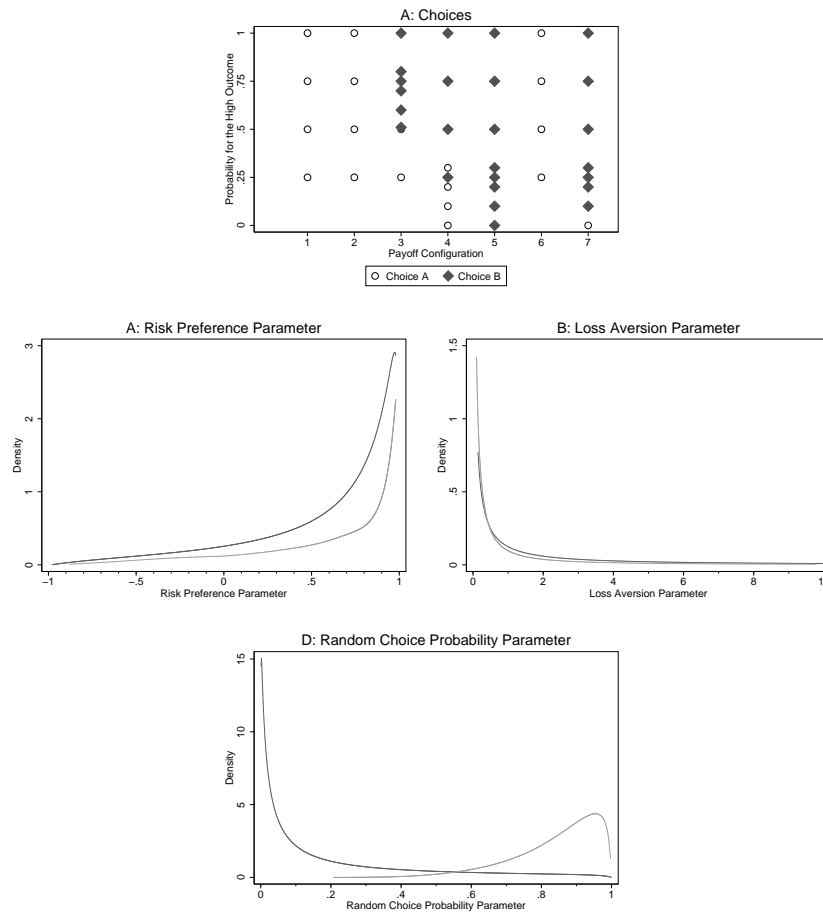 A: Choices
Probability for the High Outcome
1
.75
.5
.25
0
1 2 3 4 5 6 7
Payoff Configuration
Choice A Choice B
A: Risk Preference Parameter
Density
3
2
1
0
−1 −.5 0 .5 1
Risk Preference Parameter
B: Loss Aversion Parameter
Density
1.5
1
.5
0
0 2 4 6 8 1
Loss Aversion Parameter
D: Random Choice Probability Parameter
Density
15
10
5
0
0 .2 .4 .6 .8 1
Random Choice Probability Parameter